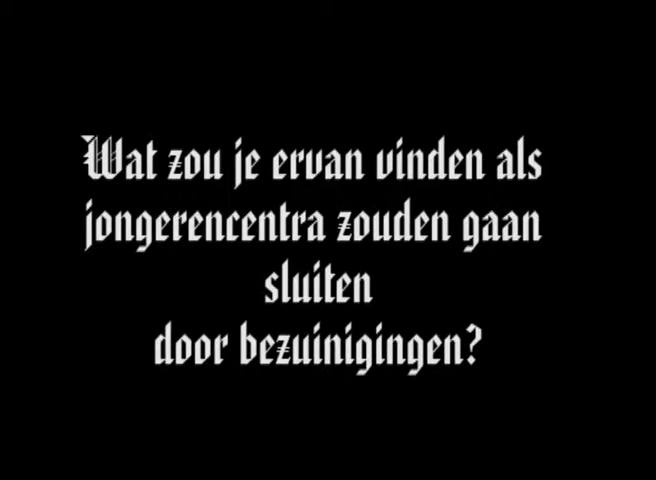 Wat zou je ervan vinden als
jongerencentra zouden gaan
sluiten
door bezuinigingen?